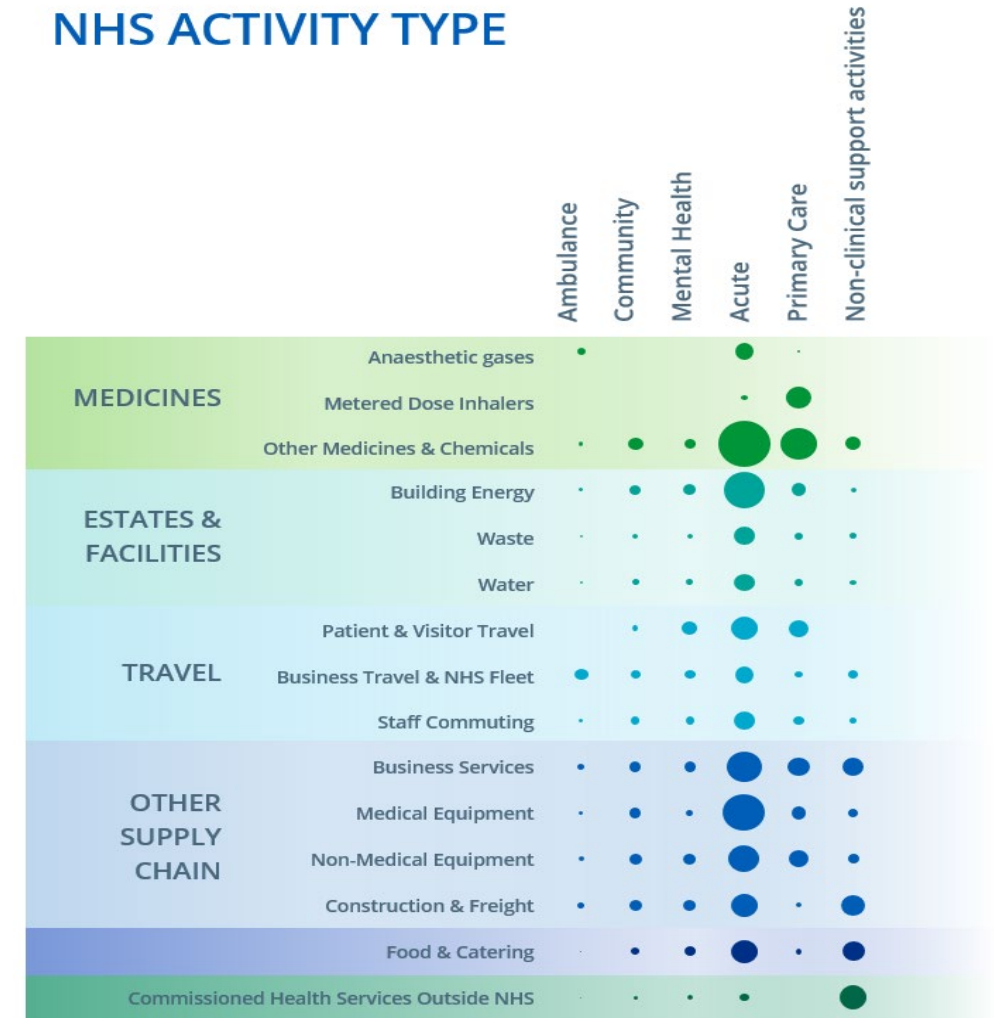 NHS ACTIVITY TYPE
Ambulance
Community
Mental Health
Acute
Primary Care
Non-clinical support activities
MEDICINES
Anaesthetic gases
Metered Dose Inhalers
Other Medicines & Chemicals
ESTATES &
FACILITIES
Building Energy
Waste
Water
TRAVEL
Patient & Visitor Travel
Business Travel & NHS Fleet
Staff Commuting
OTHER
SUPPLY
CHAIN
Business Services
Medical Equipment
Non-Medical Equipment
Construction & Freight
Food & Catering
Commissioned Health Services Outside NHS